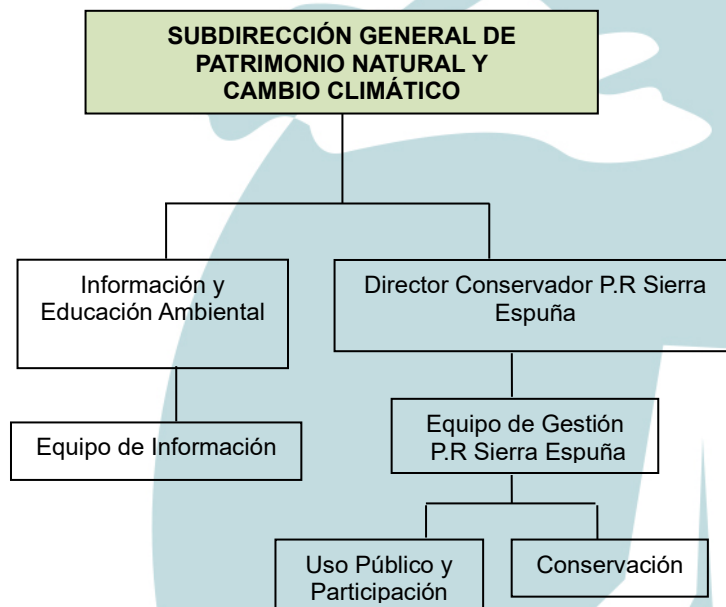 SUBDIRECCIÓN GENERAL DE
PATRIMONIO NATURAL Y
CAMBIO CLIMÁTICO
Información y
Educación Ambiental
Director Conservador P.R Sierra
Espuña
Equipo de Información
Equipo de Gestión
P.R Sierra Espuña
Uso Público y
Participación
Conservación